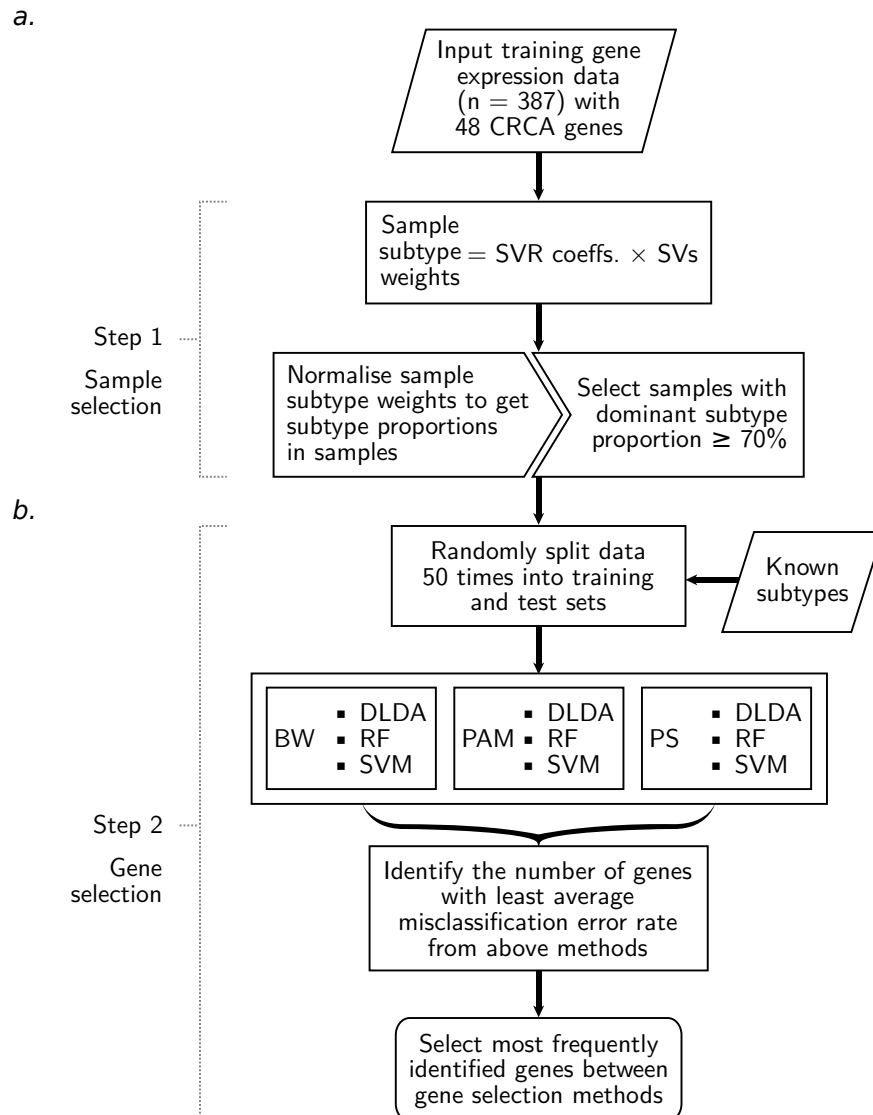 a.
Input training gene
expression data
(n = 387) with
48 CRCA genes
Sample
subtype = SVR coeffs. × SVs
weights
Step 1
Sample
selection
Normalise sample
subtype weights to get
subtype proportions
in samples
Select samples with
dominant subtype
proportion ≥ 70%
b.
Randomly split data
50 times into training
and test sets
Known
subtypes
BW
▪ DLDA
▪ RF
▪ SVM
PAM
▪ DLDA
▪ RF
▪ SVM
PS
▪ DLDA
▪ RF
▪ SVM
Step 2
Gene
selection
Identify the number of genes
with least average
misclassification error rate
from above methods
Select most frequently
identified genes between
gene selection methods